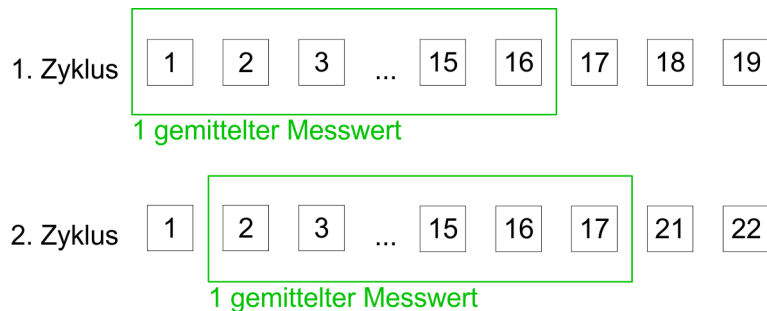 1. Zyklus 1 2 3 ... 15 16 17 18 19
1 gemittelter Messwert
2. Zyklus 1 2 3 ... 15 16 17 21 22
1 gemittelter Messwert